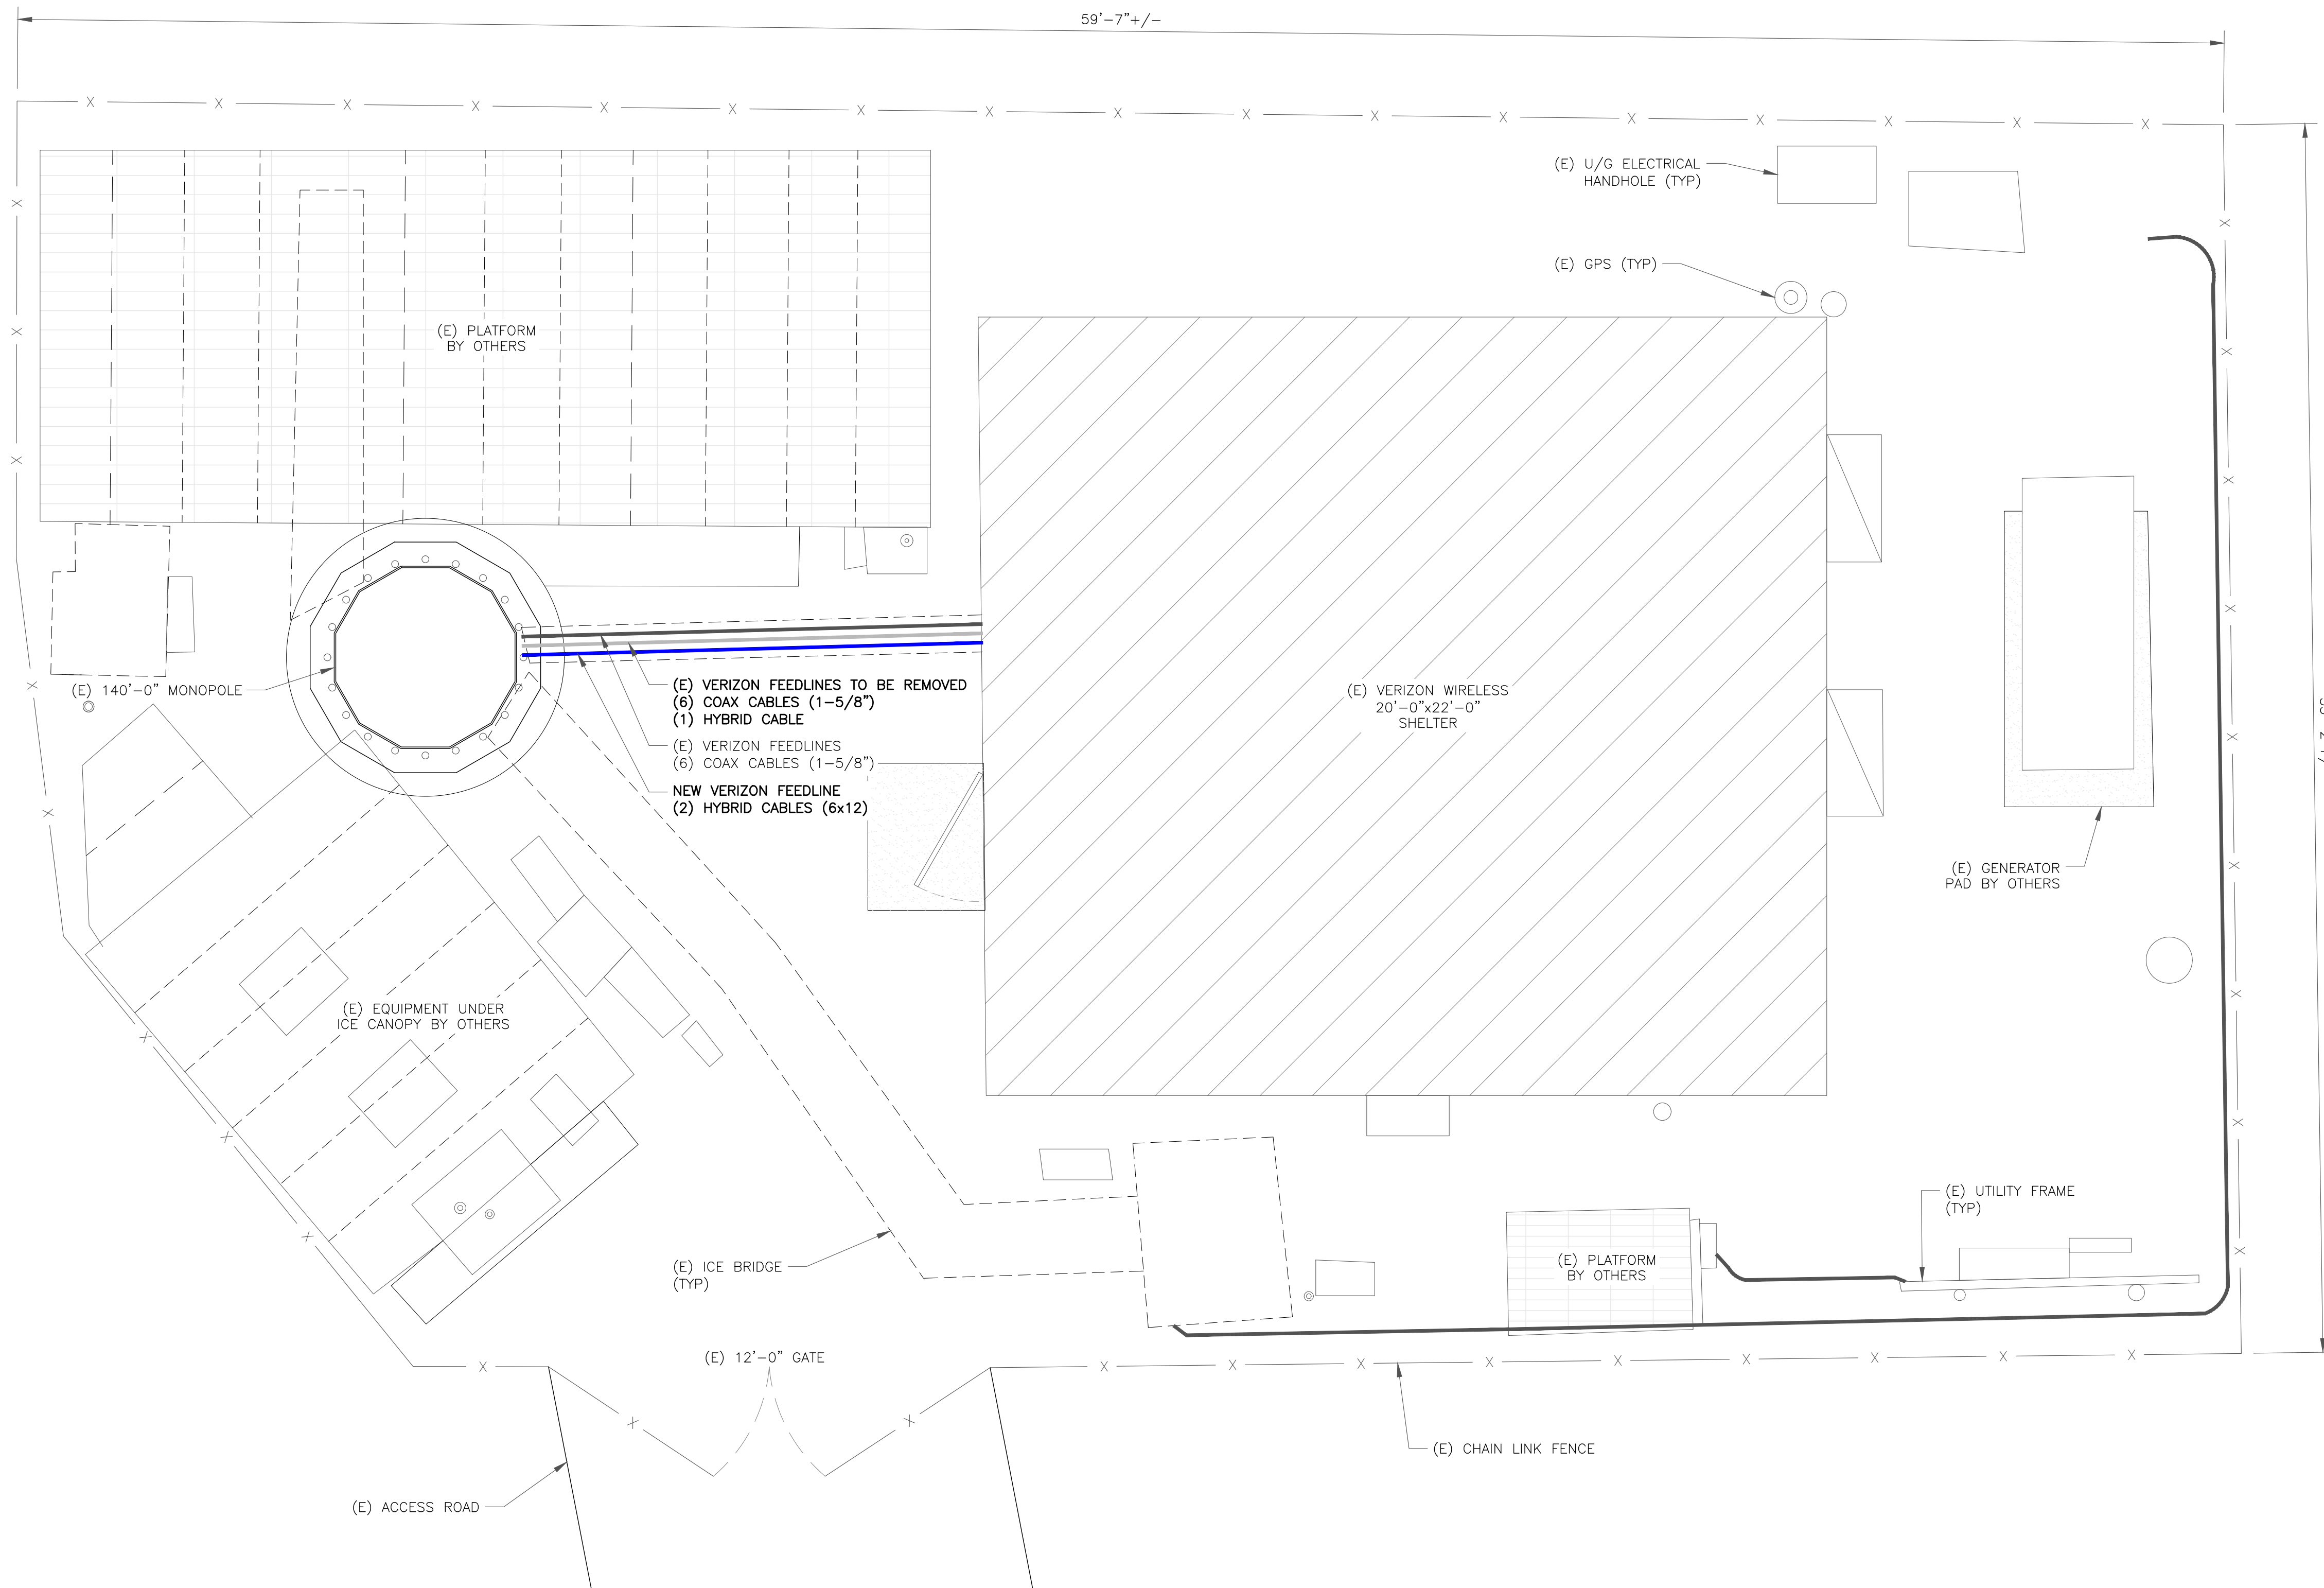 59'-7"+/-
(E) U/G ELECTRICAL
HANDHOLE (TYP)
(E) GPS (TYP)
(E) PLATFORM
BY OTHERS
(E) 140'-0" MONOPOLE
(E) VERIZON FEEDLINES TO BE REMOVED
(6) COAX CABLES (1-5/8")
(1) HYBRID CABLE
(E) VERIZON FEEDLINES
(6) COAX CABLES (1-5/8")
NEW VERIZON FEEDLINE
(2) HYBRID CABLES (6x12)
(E) VERIZON WIRELESS
20'-0"x22'-0"
SHELTER
(E) GENERATOR
PAD BY OTHERS
(E) EQUIPMENT UNDER
ICE CANOPY BY OTHERS
(E) UTILITY FRAME
(TYP)
(E) ICE BRIDGE
(TYP)
(E) PLATFORM
BY OTHERS
(E) 12'-0" GATE
(E) CHAIN LINK FENCE
(E) ACCESS ROAD